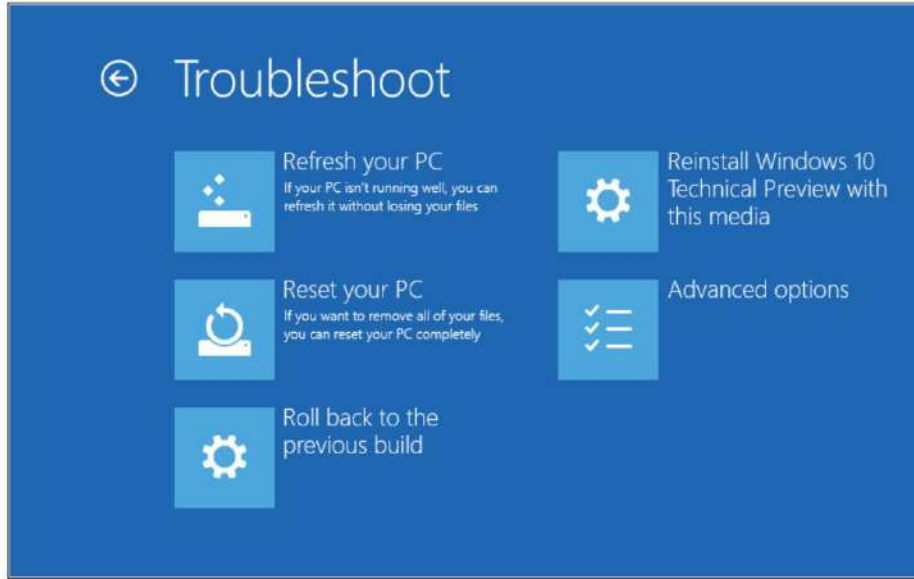 Troubleshoot
Refresh your PC
If your PC isn't running well, you can
refresh it without losing your files
Reset your PC
If you want to remove all of your files,
you can reset your PC completely
Roll back to the
previous build
Reinstall Windows 10
Technical Preview with
this media
Advanced options